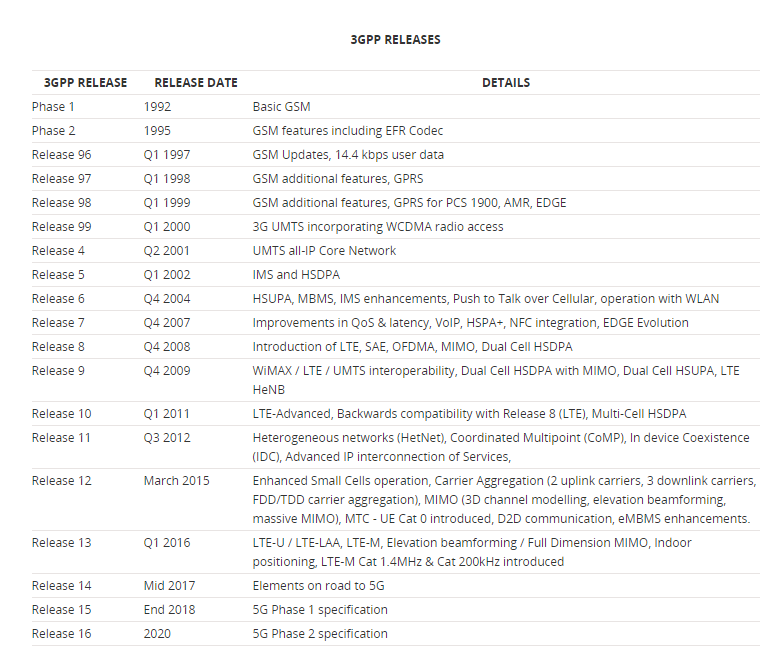 3GPP RELEASES
3GPP RELEASE RELEASE DATE DETAILS
Phase 1 1992 Basic GSM
Phase 2 1995 GSM features including EFR Codec
Release 96 Q1 1997 GSM Updates, 14.4 kbps user data
Release 97 Q1 1998 GSM additional features, GPRS
Release 98 Q1 1999 GSM additional features, GPRS for PCS 1900, AMR, EDGE
Release 99 Q1 2000 3G UMTS incorporating WCDMA radio access
Release 4 Q2 2001 UMTS all-IP Core Network
Release 5 Q1 2002 IMS and HSDPA
Release 6 Q4 2004 HSUPA, MBMS, IMS enhancements, Push to Talk over Cellular, operation with WLAN
Release 7 Q4 2007 Improvements in QoS & latency, VoIP, HSPA+, NFC integration, EDGE Evolution
Release 8 Q4 2008 Introduction of LTE, SAE, OFDMA, MIMO, Dual Cell HSDPA
Release 9 Q4 2009 WiMAX / LTE / UMTS interoperability, Dual Cell HSDPA with MIMO, Dual Cell HSUPA, LTE
HeNB
Release 10 Q1 2011 LTE-Advanced, Backwards compatibility with Release 8 (LTE), Multi-Cell HSDPA
Release 11 Q3 2012 Heterogeneous networks (HetNet), Coordinated Multipoint (CoMP), In device Coexistence
(IDC), Advanced IP interconnection of Services,
Release 12 March 2015 Enhanced Small Cells operation, Carrier Aggregation (2 uplink carriers, 3 downlink carriers,
FDD/TDD carrier aggregation), MIMO (3D channel modelling, elevation beamforming,
massive MIMO), MTC - UE Cat 0 introduced, D2D communication, eMBMS enhancements.
Release 13 Q1 2016 LTE-U / LTE-LAA, LTE-M, Elevation beamforming / Full Dimension MIMO, Indoor
positioning, LTE-M Cat 1.4MHz & Cat 200kHz introduced
Release 14 Mid 2017 Elements on road to 5G
Release 15 End 2018 5G Phase 1 specification
Release 16 2020 5G Phase 2 specification